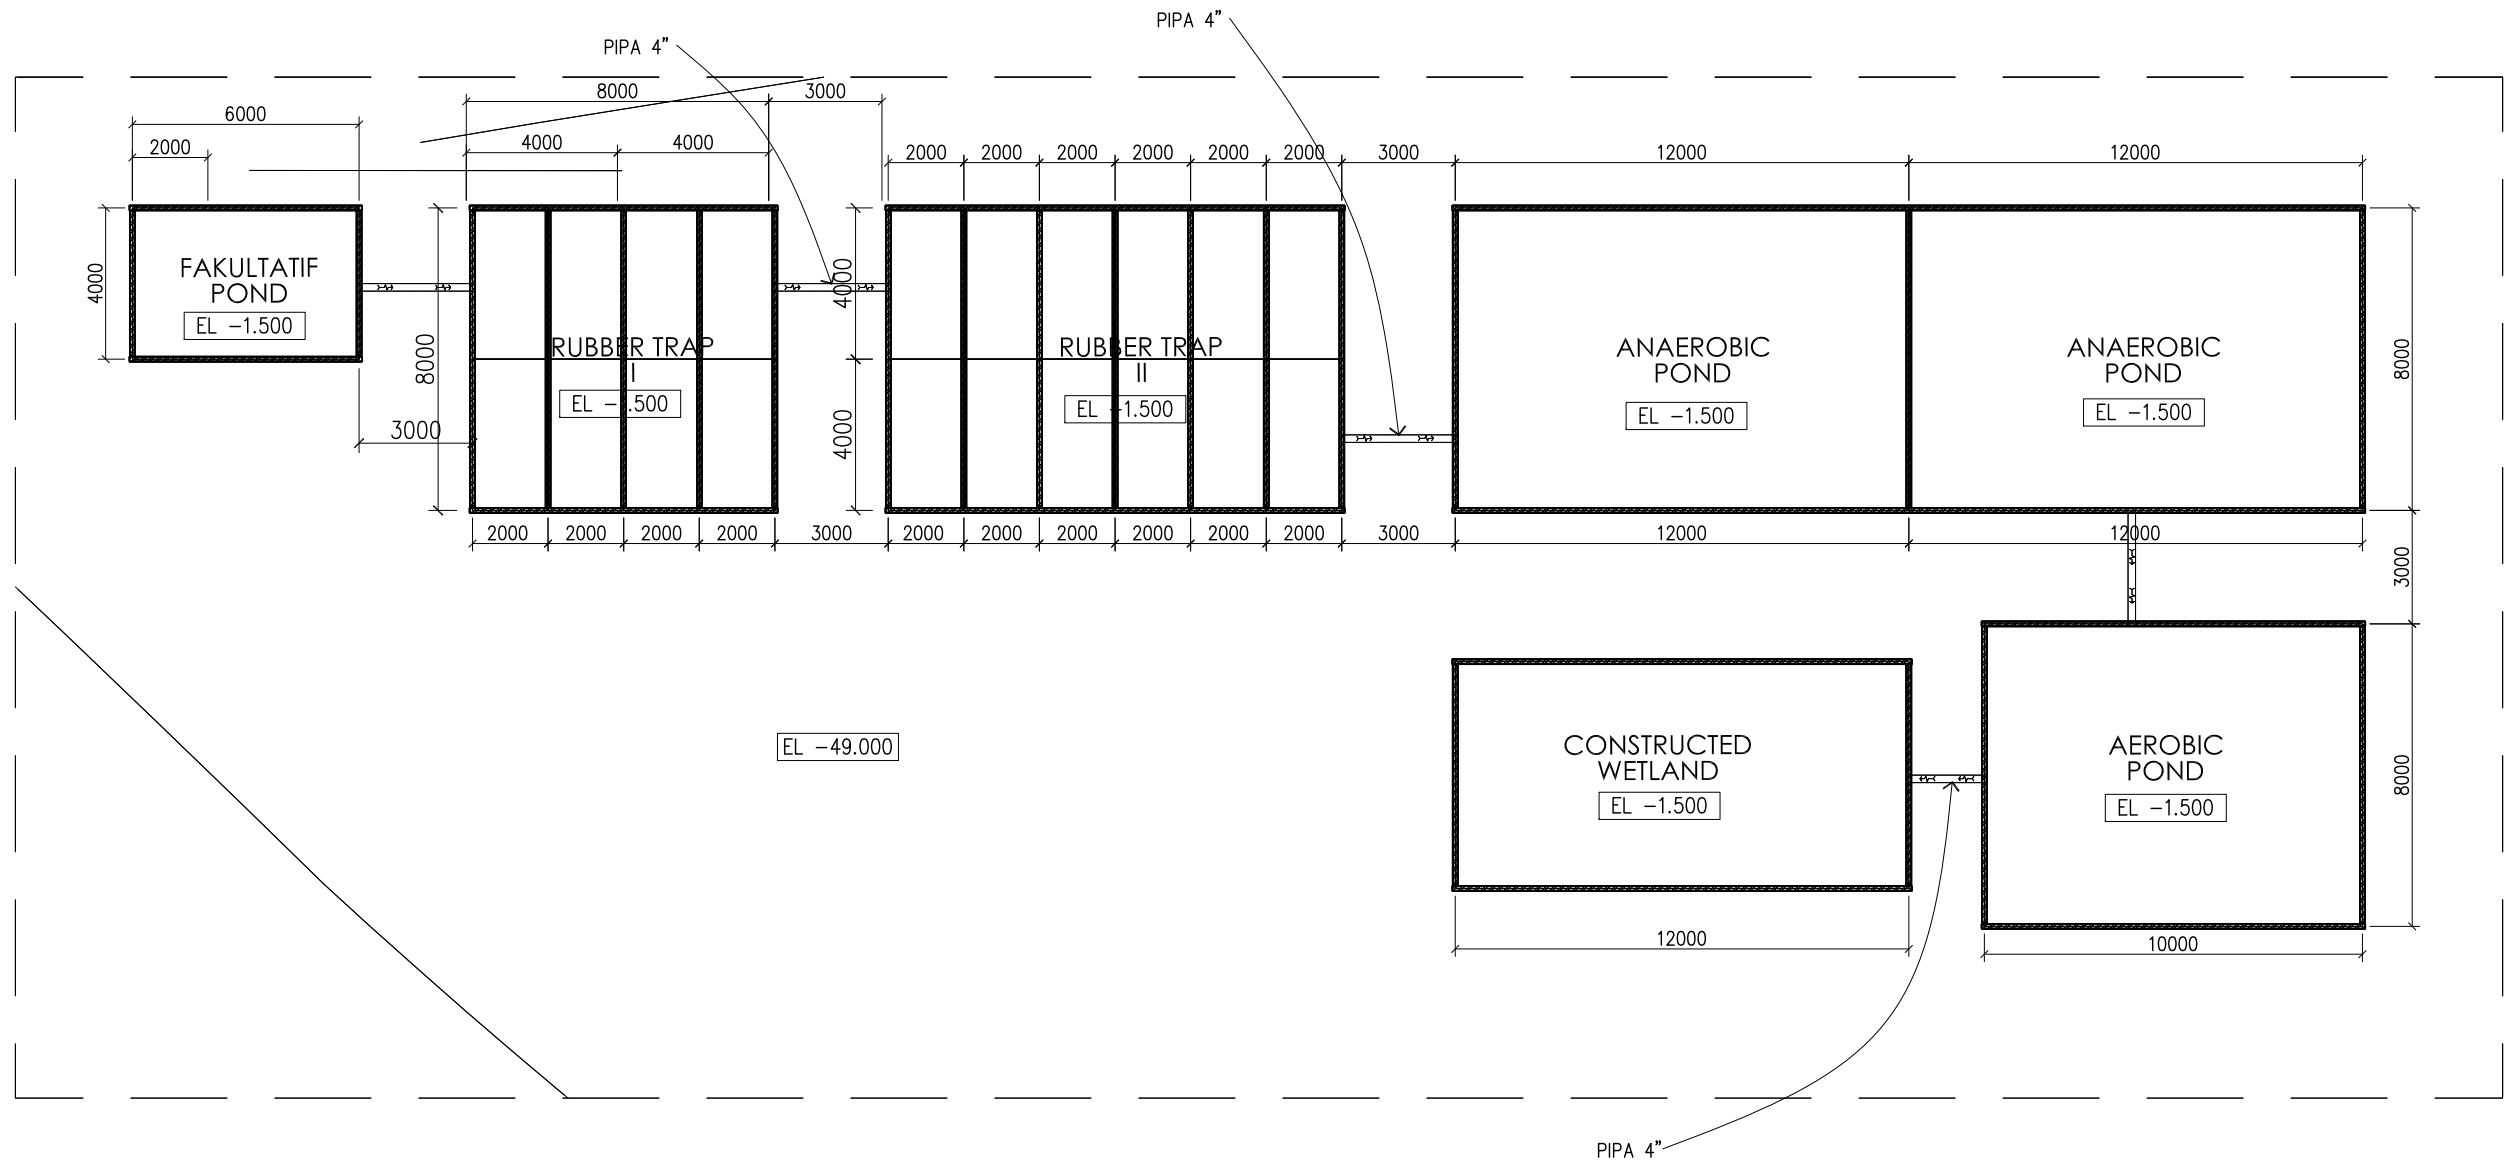 PIPA 4”
PIPA 4”
8000
3000
6000
4000
4000
2000
2000
2000
2000
2000
2000
2000
3000
12000
12000
4000
FAKULTATIF
POND
EL -1.500
3000
8000
RUBBER TRAP
I
EL -1.500
4000
4000
RUBBER TRAP
II
EL -1.500
ANAEROBIC
POND
EL -1.500
ANAEROBIC
POND
EL -1.500
8000
2000
2000
2000
2000
3000
2000
2000
2000
2000
2000
2000
3000
12000
12000
3000
EL -49.000
CONSTRUCTED
WETLAND
EL -1.500
AEROBIC
POND
EL -1.500
8000
12000
10000
PIPA 4”